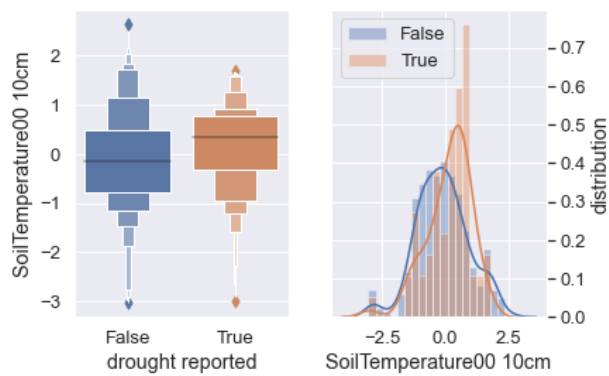 SoilTemperature00 10cm
2
1
0
−1
−2
−3
False
True
drought reported
False
True
0.7
0.6
0.5
0.4
0.3
0.2
0.1
0.0
distribution
−2.5
0.0
2.5
SoilTemperature00 10cm